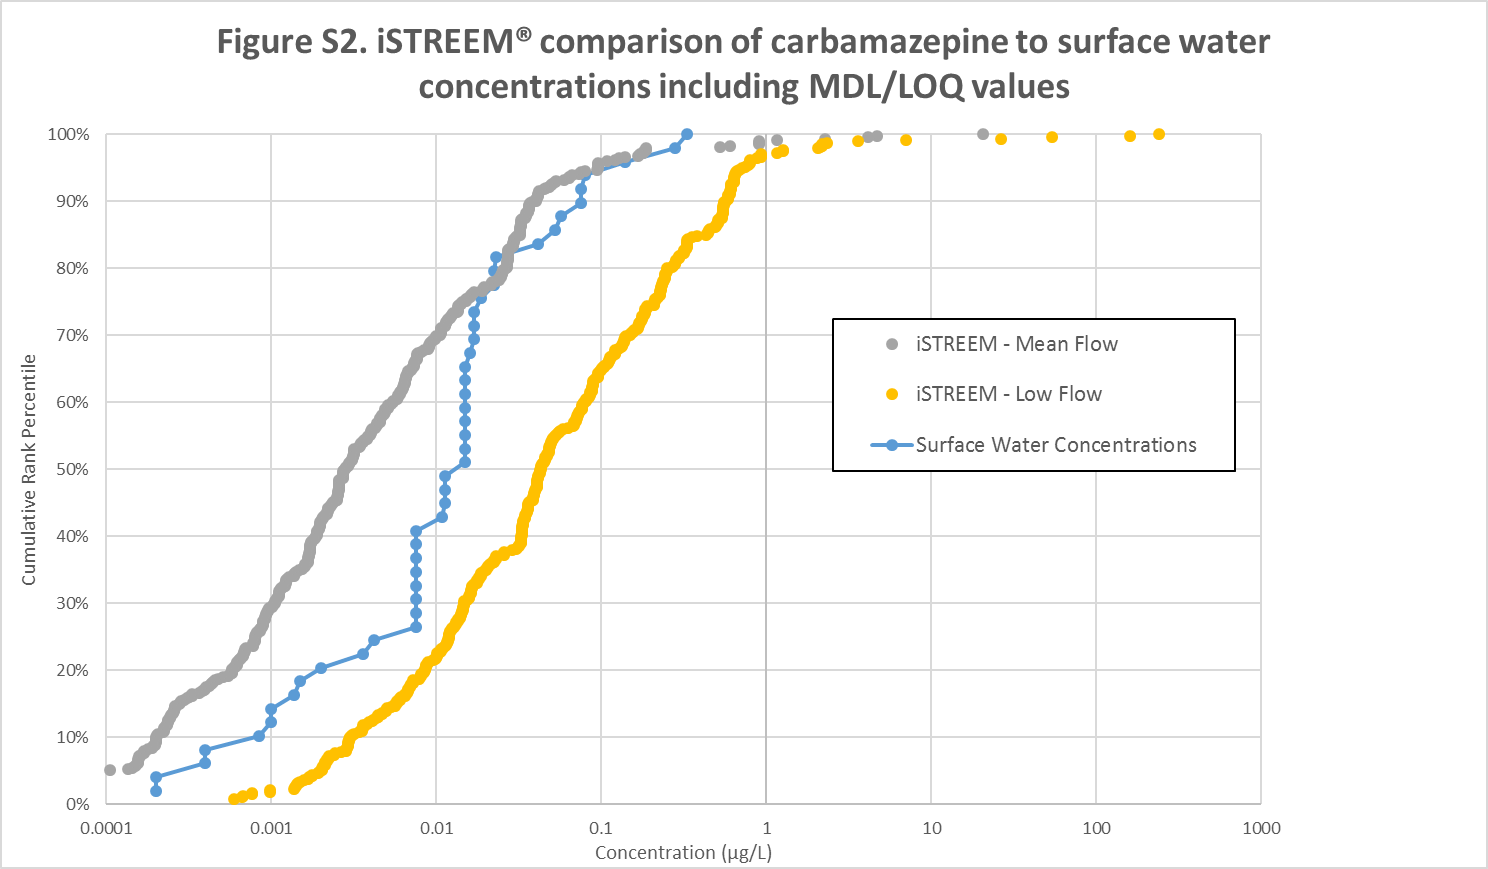 Figure S2. iSTREEM® comparison of carbamazepine to surface water
concentrations including MDL/LOQ values
100%
90%
80%
70%
60%
50%
40%
30%
20%
10%
0%
Cumulative Rank Percentile
iSTREEM - Mean Flow
iSTREEM - Low Flow
Surface Water Concentrations
0.0001 0.001 0.01 0.1 1 10 100 1000
Concentration (µg/L)